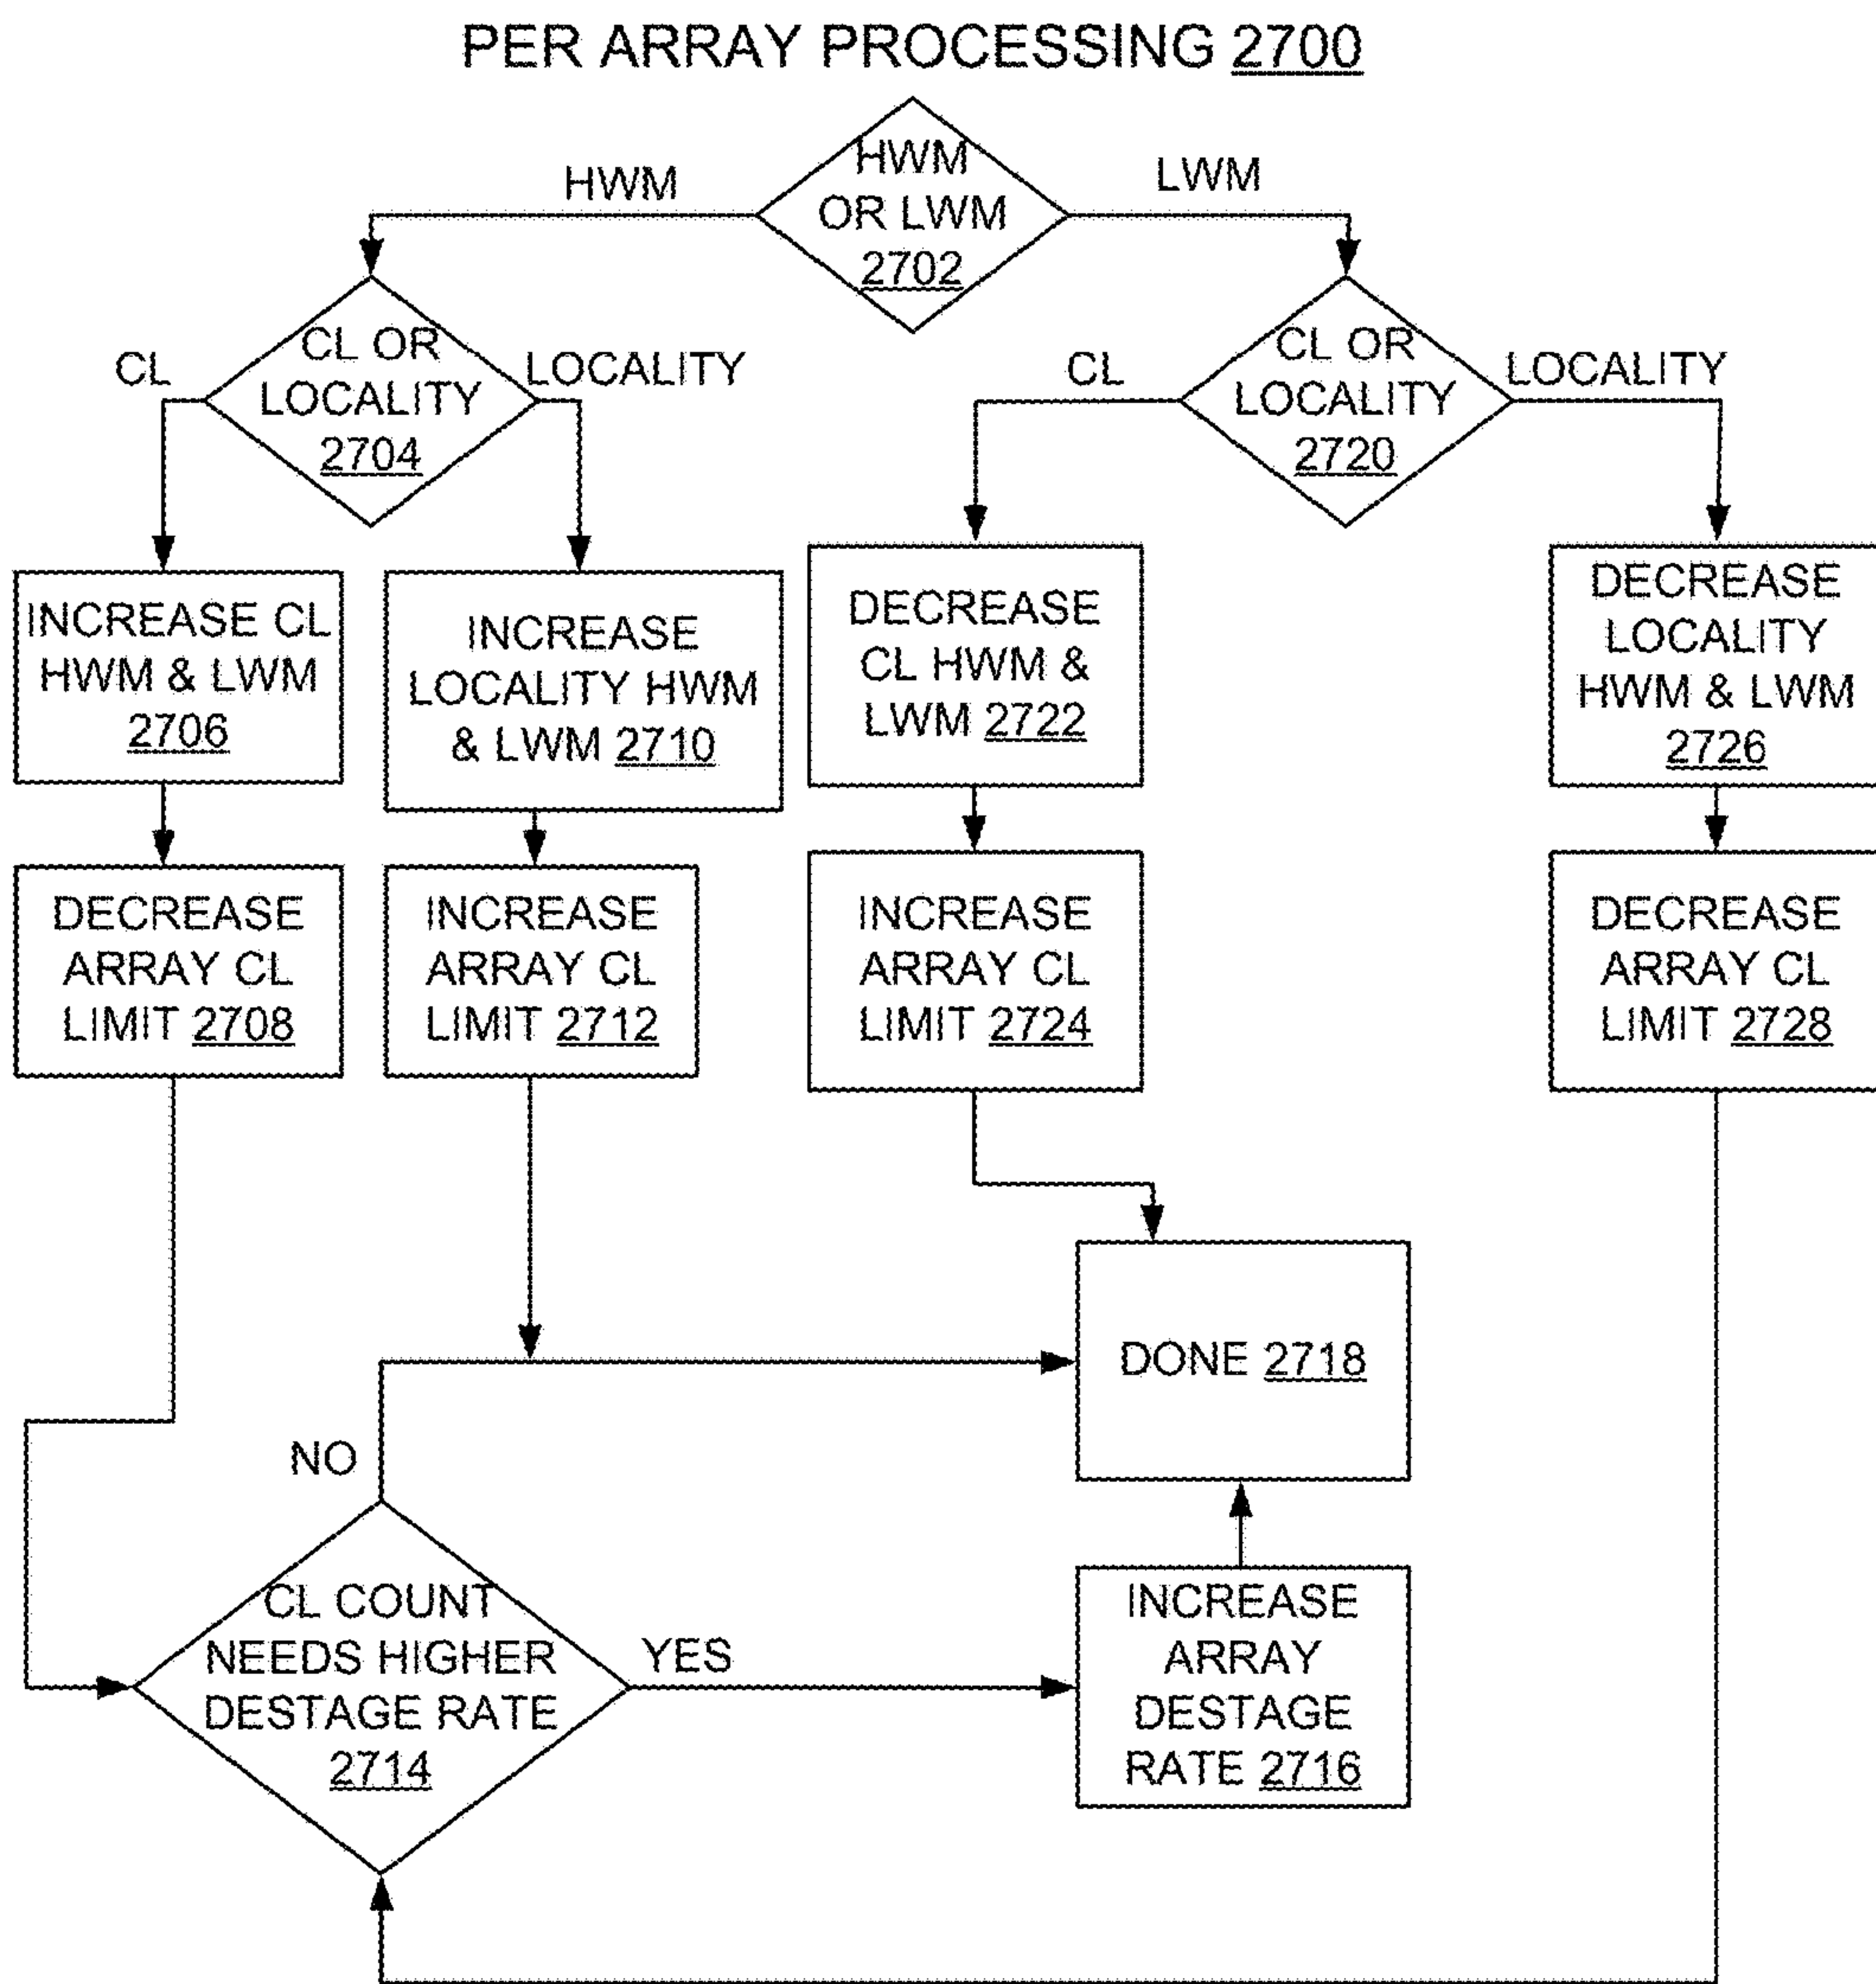 PER ARRAY PROCESSING 2700
HWM
OR LWM
2702
HWM
LWM
CL OR
LOCALITY
2704
CL
LOCALITY
CL OR
LOCALITY
2720
CL
LOCALITY
INCREASE CL
HWM & LWM
2706
INCREASE
LOCALITY HWM
& LWM 2710
DECREASE
CL HWM &
LWM 2722
DECREASE
LOCALITY
HWM & LWM
2726
DECREASE
ARRAY CL
LIMIT 2708
INCREASE
ARRAY CL
LIMIT 2712
INCREASE
ARRAY CL
LIMIT 2724
DECREASE
ARRAY CL
LIMIT 2728
DONE 2718
NO
CL COUNT
NEEDS HIGHER
DESTAGE RATE
2714
YES
INCREASE
ARRAY
DESTAGE
RATE 2716